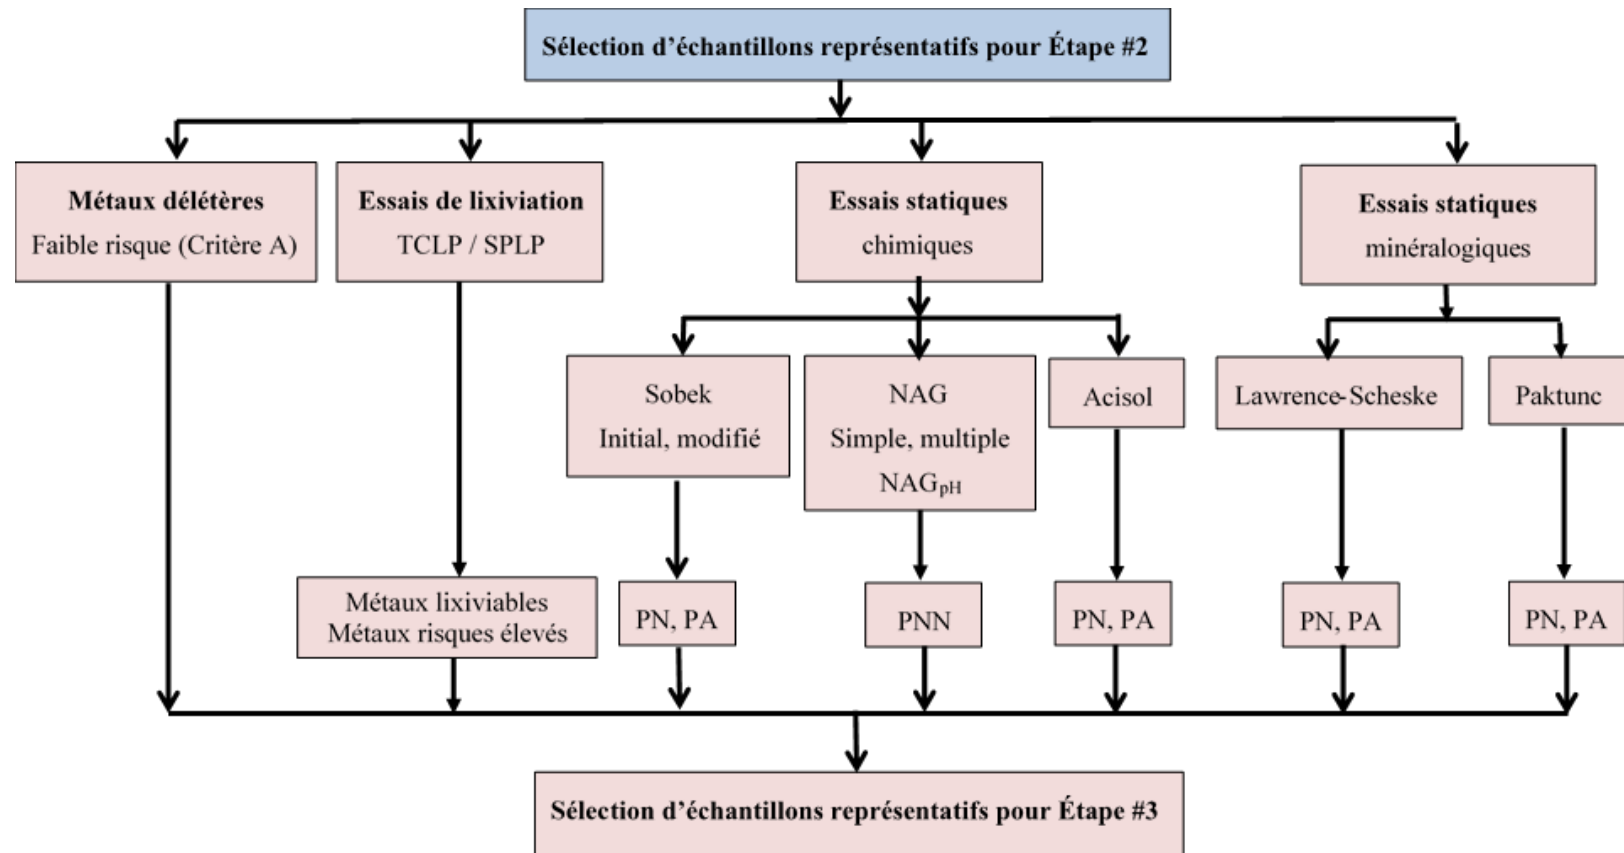 Sélection d'échantillons représentatifs pour Étape #2
Métaux délétères
Faible risque (Critère A)
Essais de lixiviation
TCLP / SPLP
Essais statiques
chimiques
Essais statiques
minéralogiques
Sobek
Initial, modifié
NAG
Simple, multiple
NAGpH
Acisol
Lawrence-Scheske
Paktunc
Métaux lixiviables
Métaux risques élevés
PN, PA
PNN
PN, PA
PN, PA
PN, PA
Sélection d'échantillons représentatifs pour Étape #3